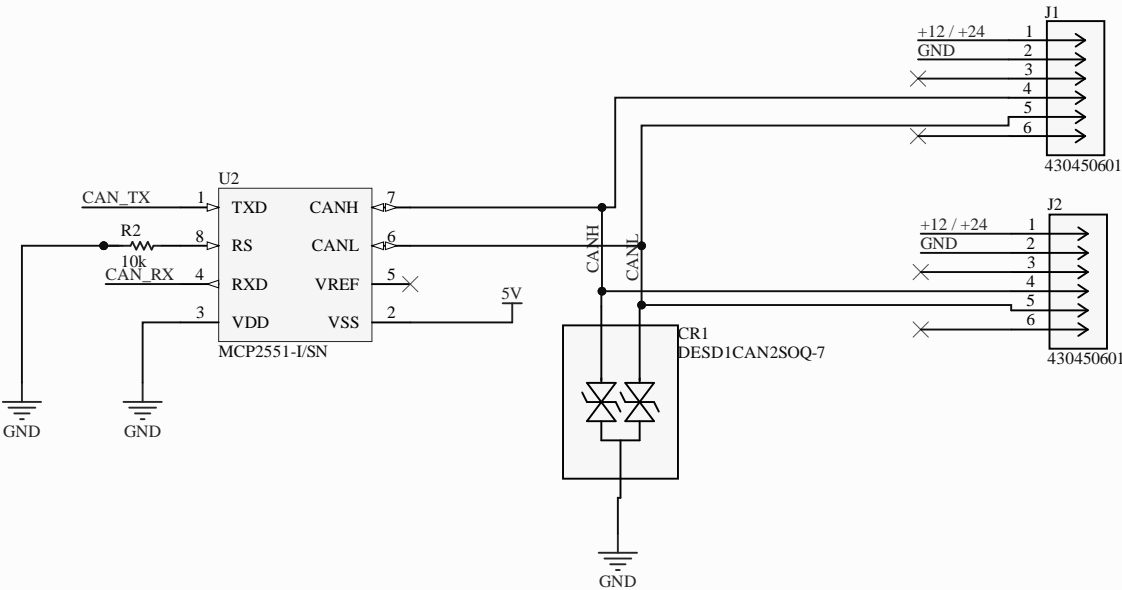 J1
+12 / +24 1
GND 2
3
4
5
6
430450601
U2
CAN_TX 1 TXD CANH 7
R2
10k
8 RS CANL 6
CAN_RX 4 RXD VREF 5
3 VDD VSS 2
5V
MCP2551-I/SN
GND
GND
CANH
CANL
J2
+12 / +24 1
GND 2
3
4
5
6
430450601
CR1
DESD1CAN2SOQ-7
GND